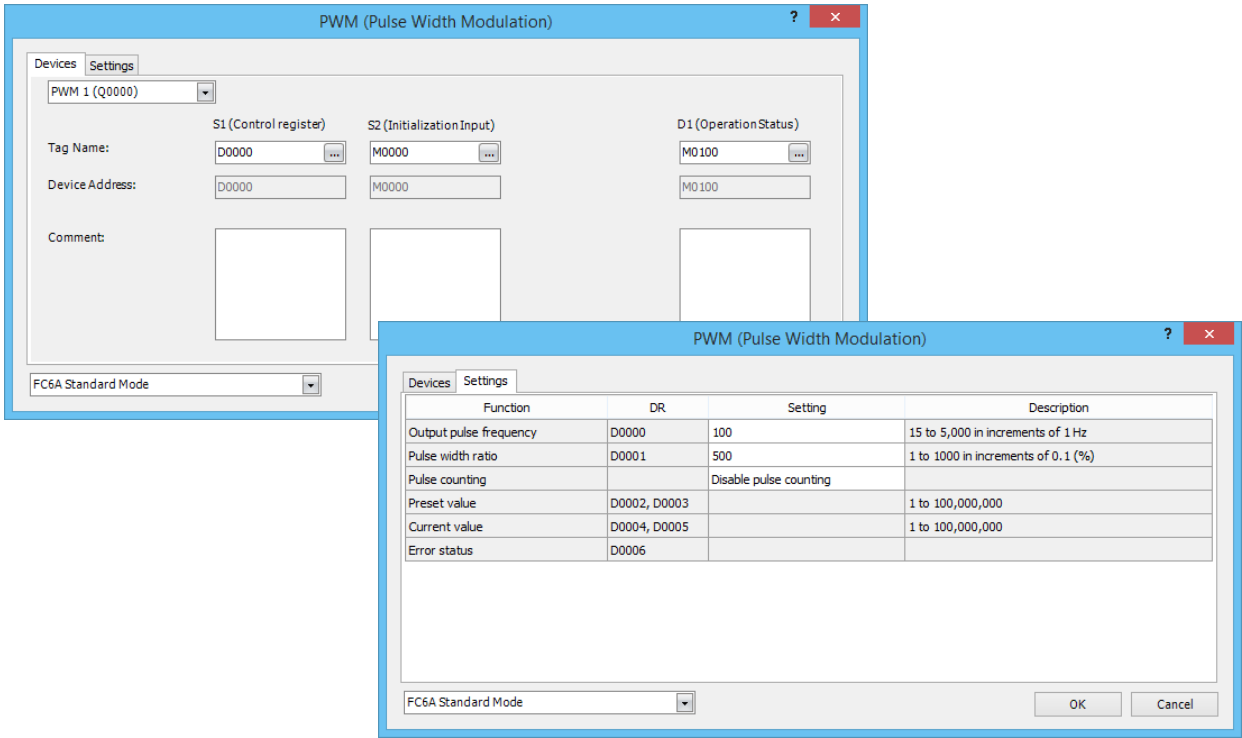 PWM (Pulse Width Modulation)
? ×
Devices Settings
PWM 1 (Q0000)
S1 (Control register) S2 (Initialization Input) D1 (Operation Status)
Tag Name: D0000 ... M0000 ... M0100 ...
Device Address: D0000 M0000 M0100
Comment:
FC6A Standard Mode
PWM (Pulse Width Modulation)
? ×
Devices Settings
Function DR Setting Description
Output pulse frequency D0000 100 15 to 5,000 in increments of 1 Hz
Pulse width ratio D0001 500 1 to 1000 in increments of 0.1 (%)
Pulse counting Disable pulse counting
Preset value D0002, D0003 1 to 100,000,000
Current value D0004, D0005 1 to 100,000,000
Error status D0006
FC6A Standard Mode OK Cancel